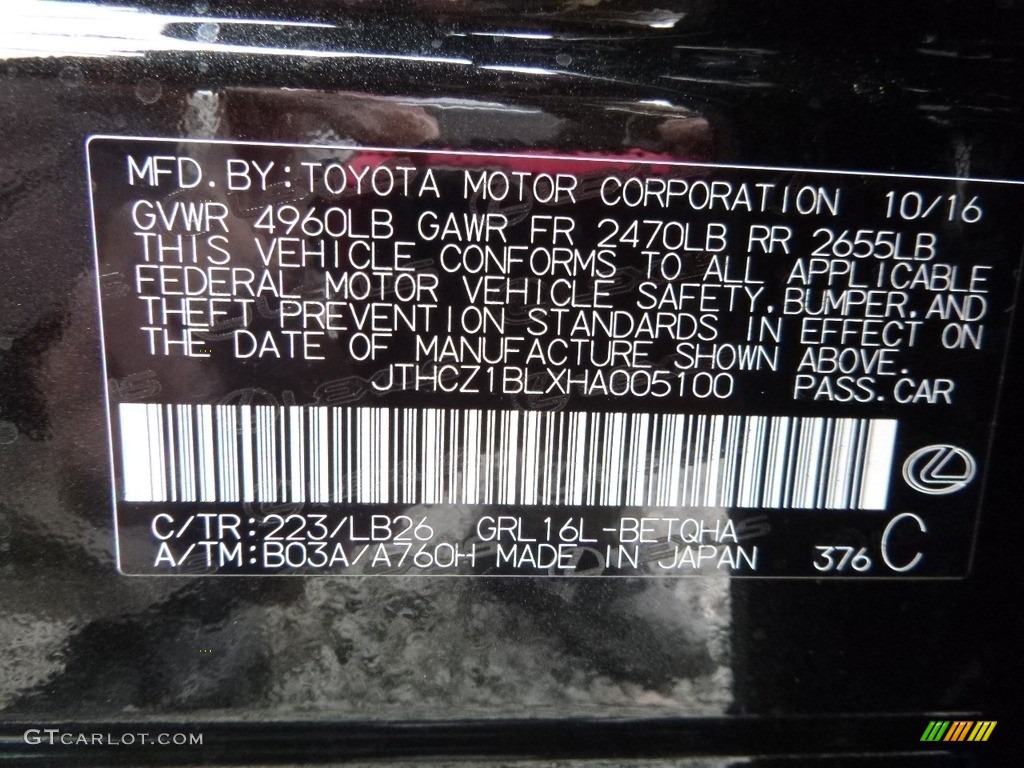 MFD.BY:TOYOTA MOTOR CORPORATION 10/16
GVWR 4960LB GAWR FR 2470LB RR 2655LB
THIS VEHICLE CONFORMS TO ALL APPLICABLE
FEDERAL MOTOR VEHICLE SAFETY,BUMPER,AND
THEFT PREVENTION STANDARDS IN EFFECT ON
THE DATE OF MANUFACTURE SHOWN ABOVE.
JTHCZ1BLXHA005100 PASS.CAR
C/TR:223/LB26 GRL16L-BETQHA
A/TM:B03A/A760H MADE IN JAPAN 376 C
GTCARLOT.COM